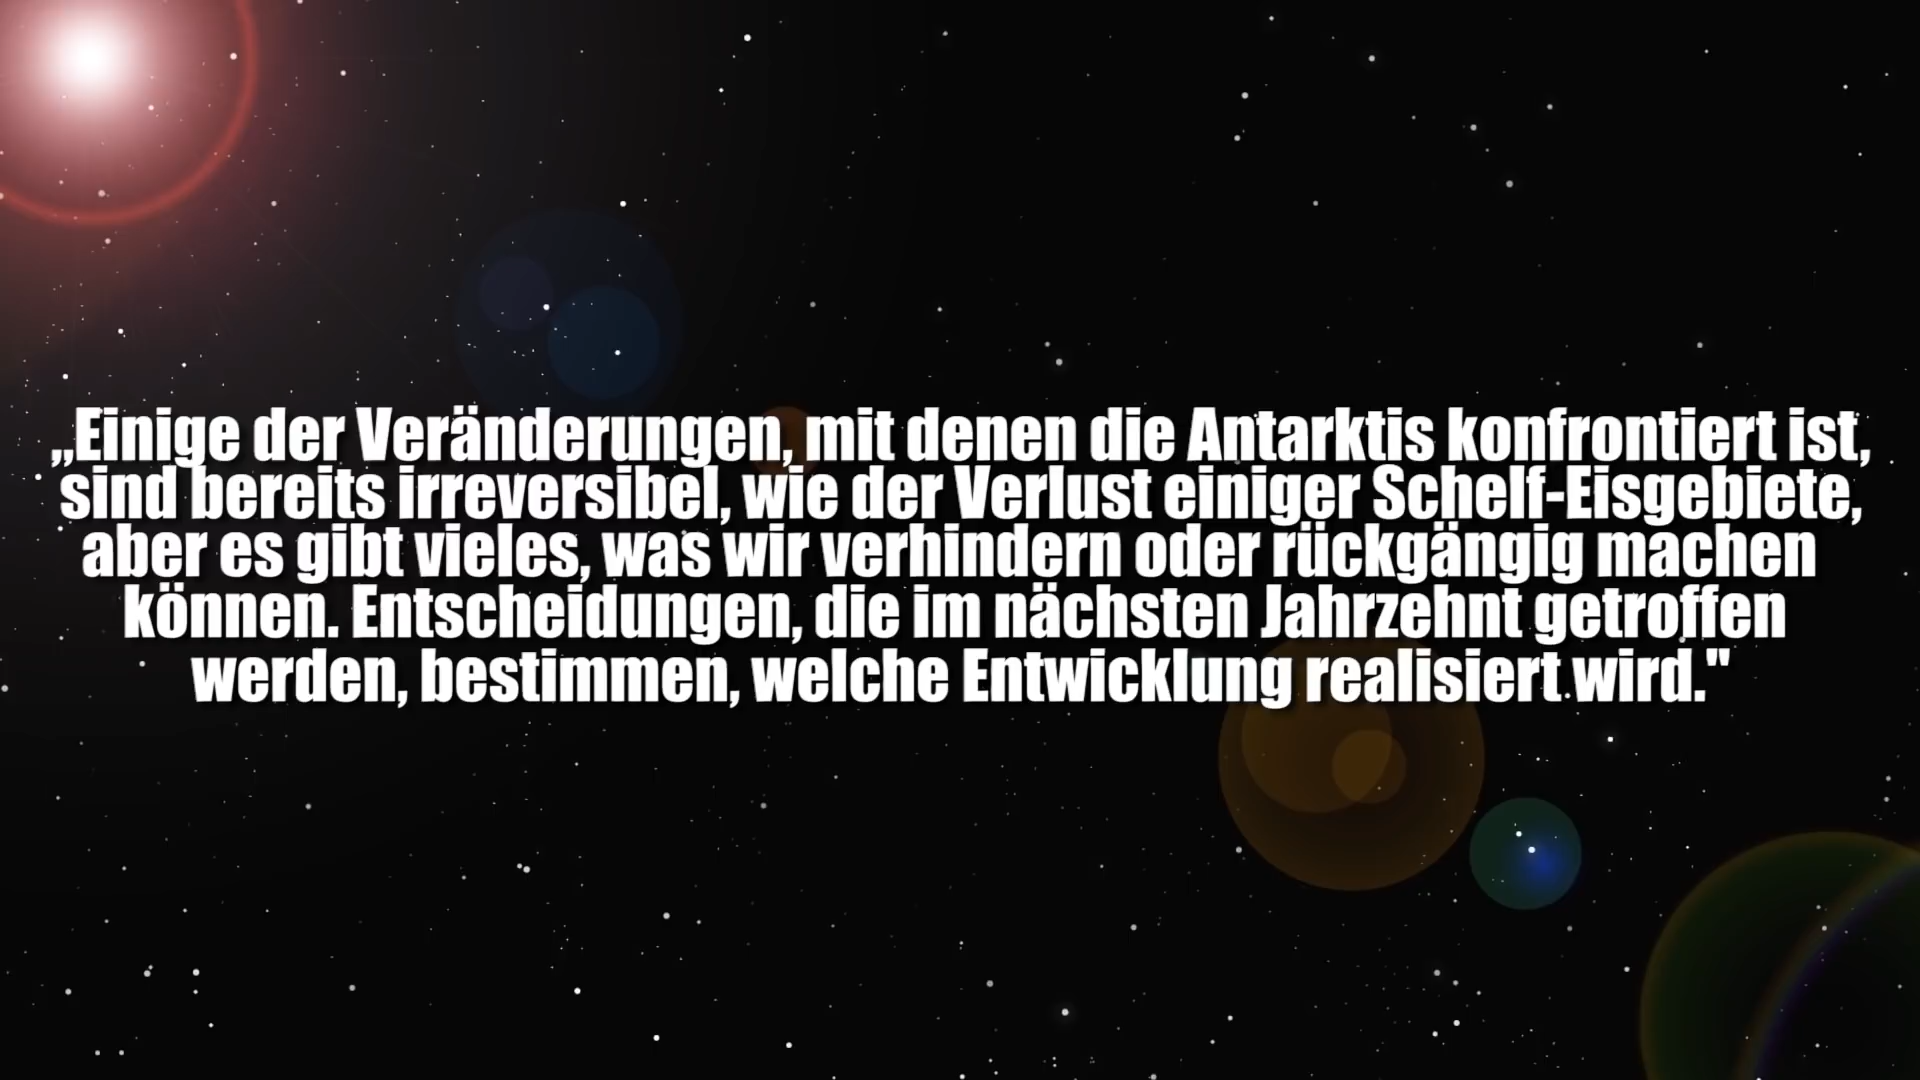 „Einige der Veränderungen, mit denen die Antarktis konfrontiert ist,
sind bereits irreversibel, wie der Verlust einiger Schelf-Eisgebiete,
aber es gibt vieles, was wir verhindern oder rückgängig machen
können. Entscheidungen, die im nächsten Jahrzehnt getroffen
werden, bestimmen, welche Entwicklung realisiert wird."